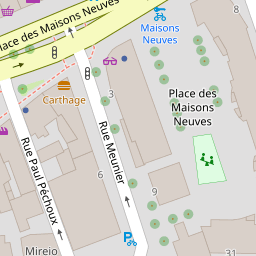 Place des Maisons Neuves
Maisons
Neuves
Carthage
Place des
Maisons
Neuves
Rue Meunier
Rue Paul Péchoux
6
3
9
Mireio
31